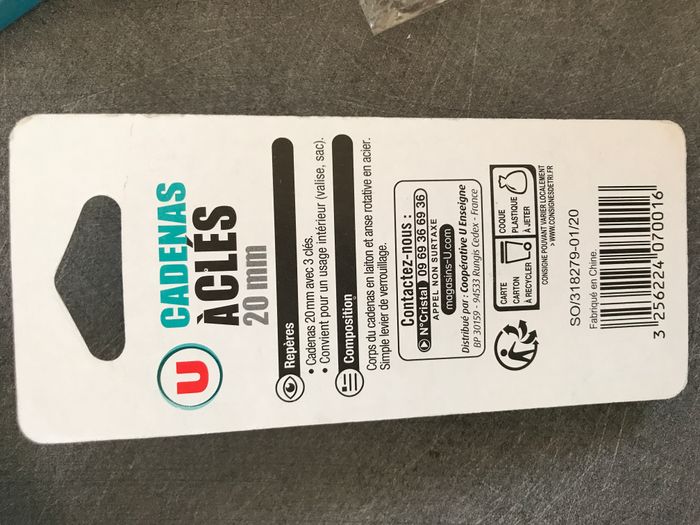 U
CADENAS
À CLÉS
20 mm
Repères
• Cadenas 20mm avec 3 clés.
• Convient pour un usage intérieur (valise, sac).
Composition
Corps du cadenas en laiton et anse rotative en acier.
Simple levier de verrouillage.
Contactez-nous :
N°Cristal 09 69 36 69 36
APPEL NON SURTAXE
magasins-U.com
Distribué par : Coopérative U Enseigne
BP 30159 - 94533 Rungis Cedex - France
CARTE
CARTON
À RECYCLER
COQUE
PLASTIQUE
À JETER
CONSIGNE POUVANT VARIER LOCALEMENT
> WWW.CONSIGNESDETRI.FR
SO/318279-01/20
Fabriqué en Chine.
3 256224 070016